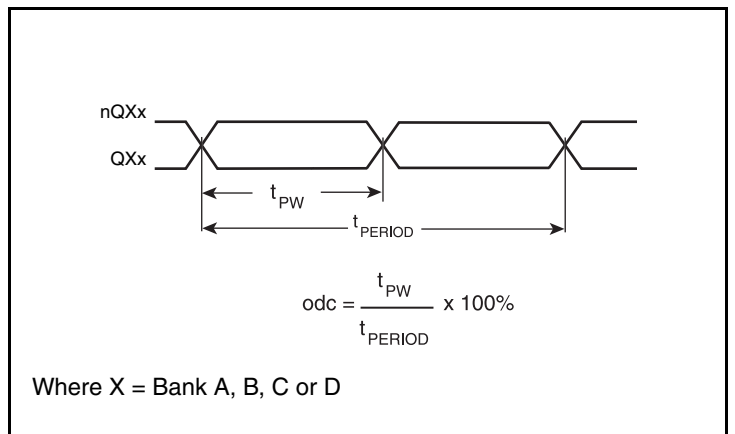 nQXx
QXx
tPW
tPERIOD
odc = tPW / tPERIOD x 100%
Where X = Bank A, B, C or D